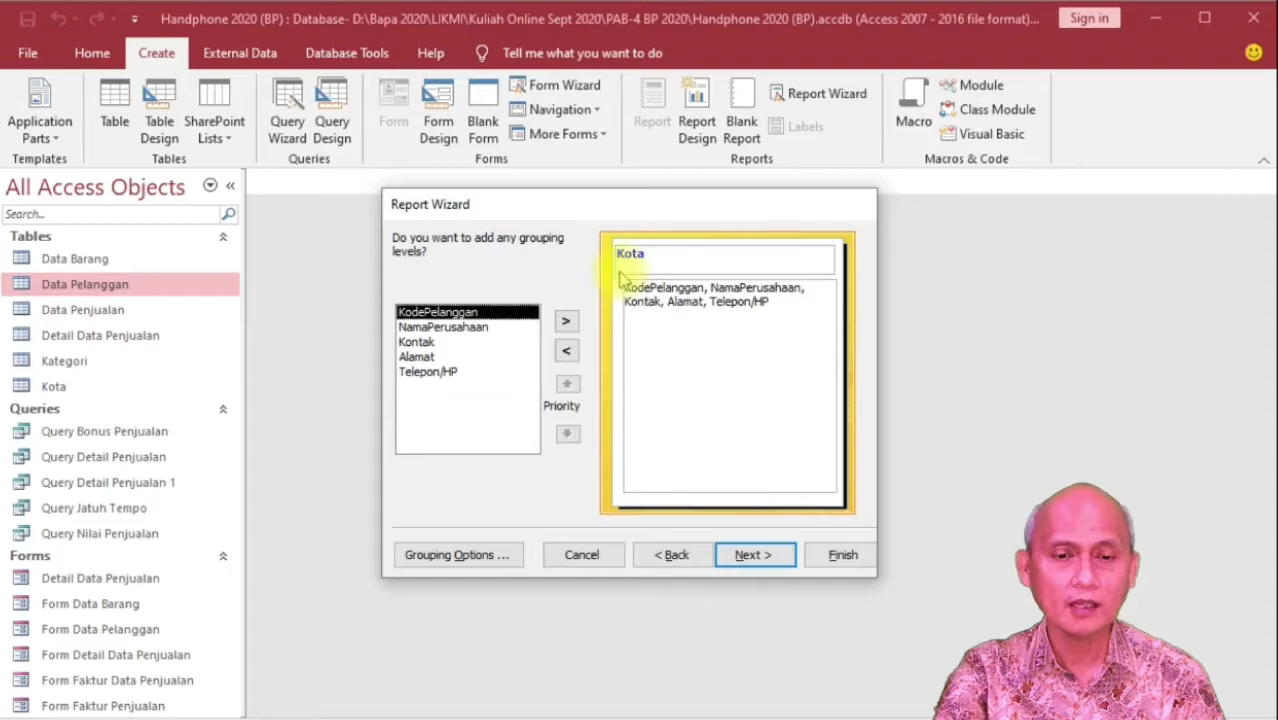 Handphone 2020 (BP) : Database- D:\Bapa 2020\LIKMI\Kuliah Online Sept 2020\PAB-4 BP 2020\Handphone 2020 (BP).accdb (Access 2007 - 2016 file format)...
Sign in
File
Home
Create
External Data
Database Tools
Help
Tell me what you want to do
Application
Parts
Templates
Table
Table
Design
SharePoint
Lists
Tables
Query
Wizard
Query
Design
Queries
Form
Form
Design
Blank
Form
Form Wizard
Navigation
More Forms
Forms
Report
Report
Design
Blank
Report
Report Wizard
Labels
Reports
Macro
Module
Class Module
Visual Basic
Macros & Code
All Access Objects
Search...
Tables
Data Barang
Data Pelanggan
Data Penjualan
Detail Data Penjualan
Kategori
Kota
Queries
Query Bonus Penjualan
Query Detail Penjualan
Query Detail Penjualan 1
Query Jatuh Tempo
Query Nilai Penjualan
Forms
Detail Data Penjualan
Form Data Barang
Form Data Pelanggan
Form Detail Data Penjualan
Form Faktur Data Penjualan
Form Faktur Penjualan
Report Wizard
Do you want to add any grouping
levels?
KodePelanggan
NamaPerusahaan
Kontak
Alamat
Telepon/HP
>
<
Priority
Kota
KodePelanggan, NamaPerusahaan,
Kontak, Alamat, Telepon/HP
Grouping Options ...
Cancel
< Back
Next >
Finish